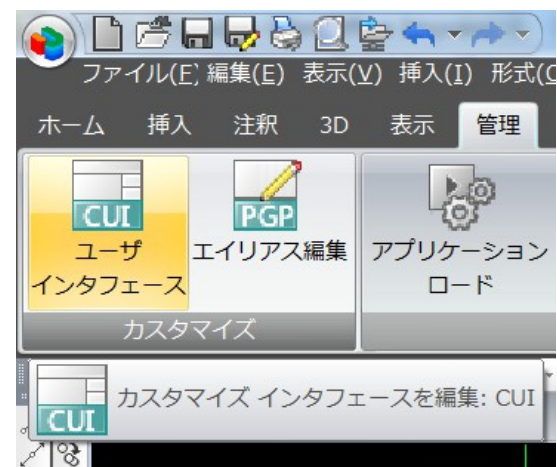 ファイル(F) 編集(E) 表示(V) 挿入(I) 形式(
ホーム 挿入 注釈 3D 表示 管理
CUI PGP
ユーザ エイリアス編集 アプリケーション
インタフェース ロード
カスタマイズ
カスタマイズ インタフェースを編集: CUI
CUI